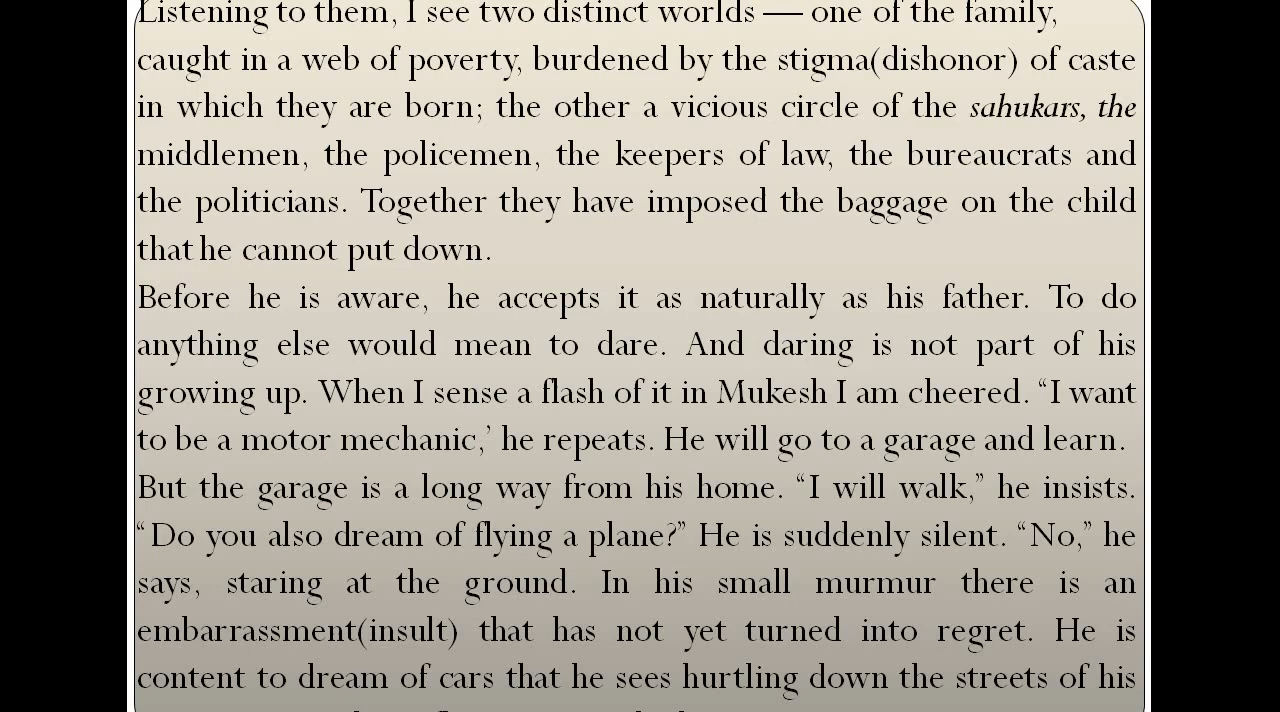 Listening to them, I see two distinct worlds — one of the family,
caught in a web of poverty, burdened by the stigma(dishonor) of caste
in which they are born; the other a vicious circle of the sahukars, the
middlemen, the policemen, the keepers of law, the bureaucrats and
the politicians. Together they have imposed the baggage on the child
that he cannot put down.
Before he is aware, he accepts it as naturally as his father. To do
anything else would mean to dare. And daring is not part of his
growing up. When I sense a flash of it in Mukesh I am cheered. “I want
to be a motor mechanic,’ he repeats. He will go to a garage and learn.
But the garage is a long way from his home. “I will walk,” he insists.
“Do you also dream of flying a plane?” He is suddenly silent. “No,” he
says, staring at the ground. In his small murmur there is an
embarrassment(insult) that has not yet turned into regret. He is
content to dream of cars that he sees hurtling down the streets of his